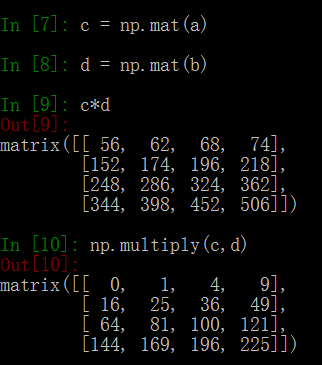 In [7]: c = np.mat(a)
In [8]: d = np.mat(b)
In [9]: c*d
Out[9]:
matrix([[ 56,  62,  68,  74],
        [152, 174, 196, 218],
        [248, 286, 324, 362],
        [344, 398, 452, 506]])
In [10]: np.multiply(c,d)
Out[10]:
matrix([[  0,   1,   4,   9],
        [ 16,  25,  36,  49],
        [ 64,  81, 100, 121],
        [144, 169, 196, 225]])